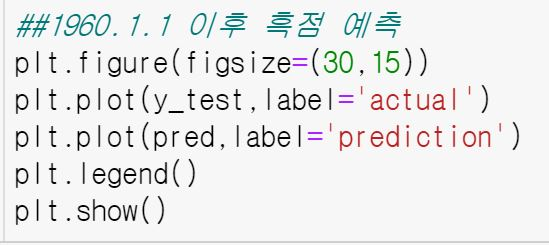 ##1960.1.1 이후 흑점 예측
plt.figure(figsize=(30,15))
plt.plot(y_test,label='actual')
plt.plot(pred,label='prediction')
plt.legend()
plt.show()